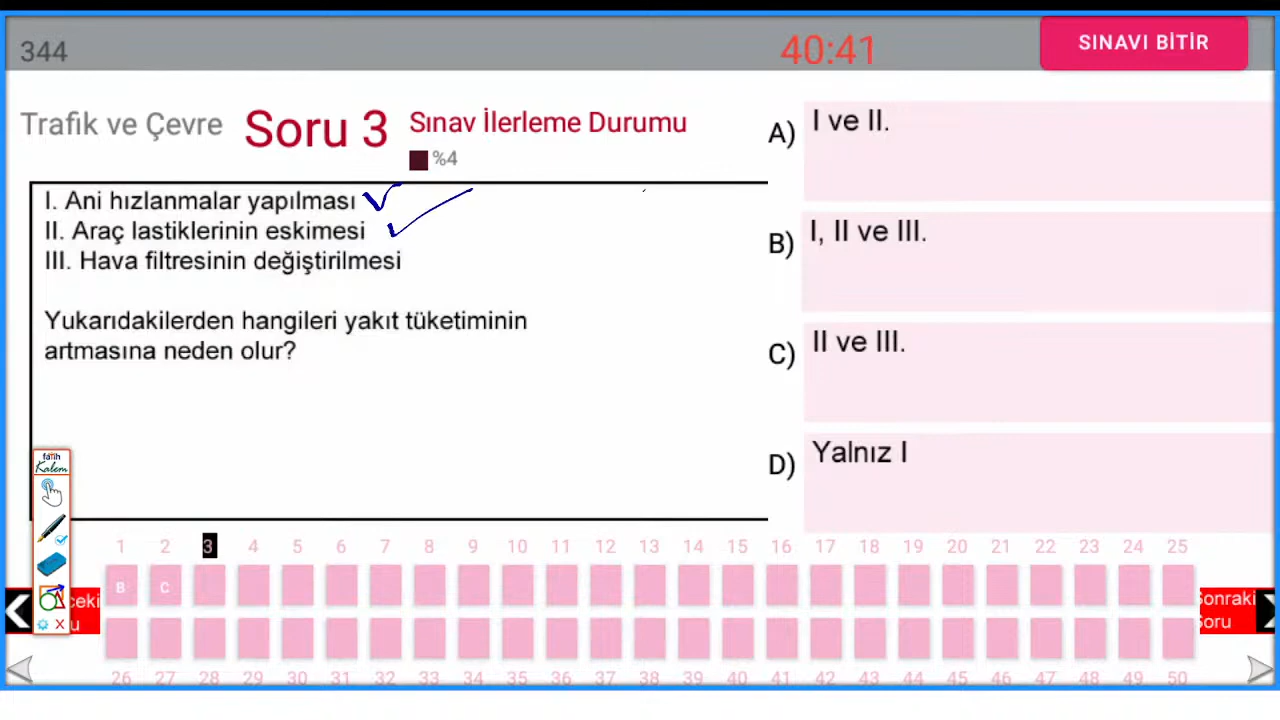 344
40:41
SINAVI BİTİR
Trafik ve Çevre
Soru 3
Sınav İlerleme Durumu
%4
I. Ani hızlanmalar yapılması
II. Araç lastiklerinin eskimesi
III. Hava filtresinin değiştirilmesi
Yukarıdakilerden hangileri yakıt tüketiminin
artmasına neden olur?
A) I ve II.
B) I, II ve III.
C) II ve III.
D) Yalnız I
fatih
Kalem
1 2 3 4 5 6 7 8 9 10 11 12 13 14 15 16 17 18 19 20 21 22 23 24 25
B C
Sonraki
Soru
26 27 28 29 30 31 32 33 34 35 36 37 38 39 40 41 42 43 44 45 46 47 48 49 50